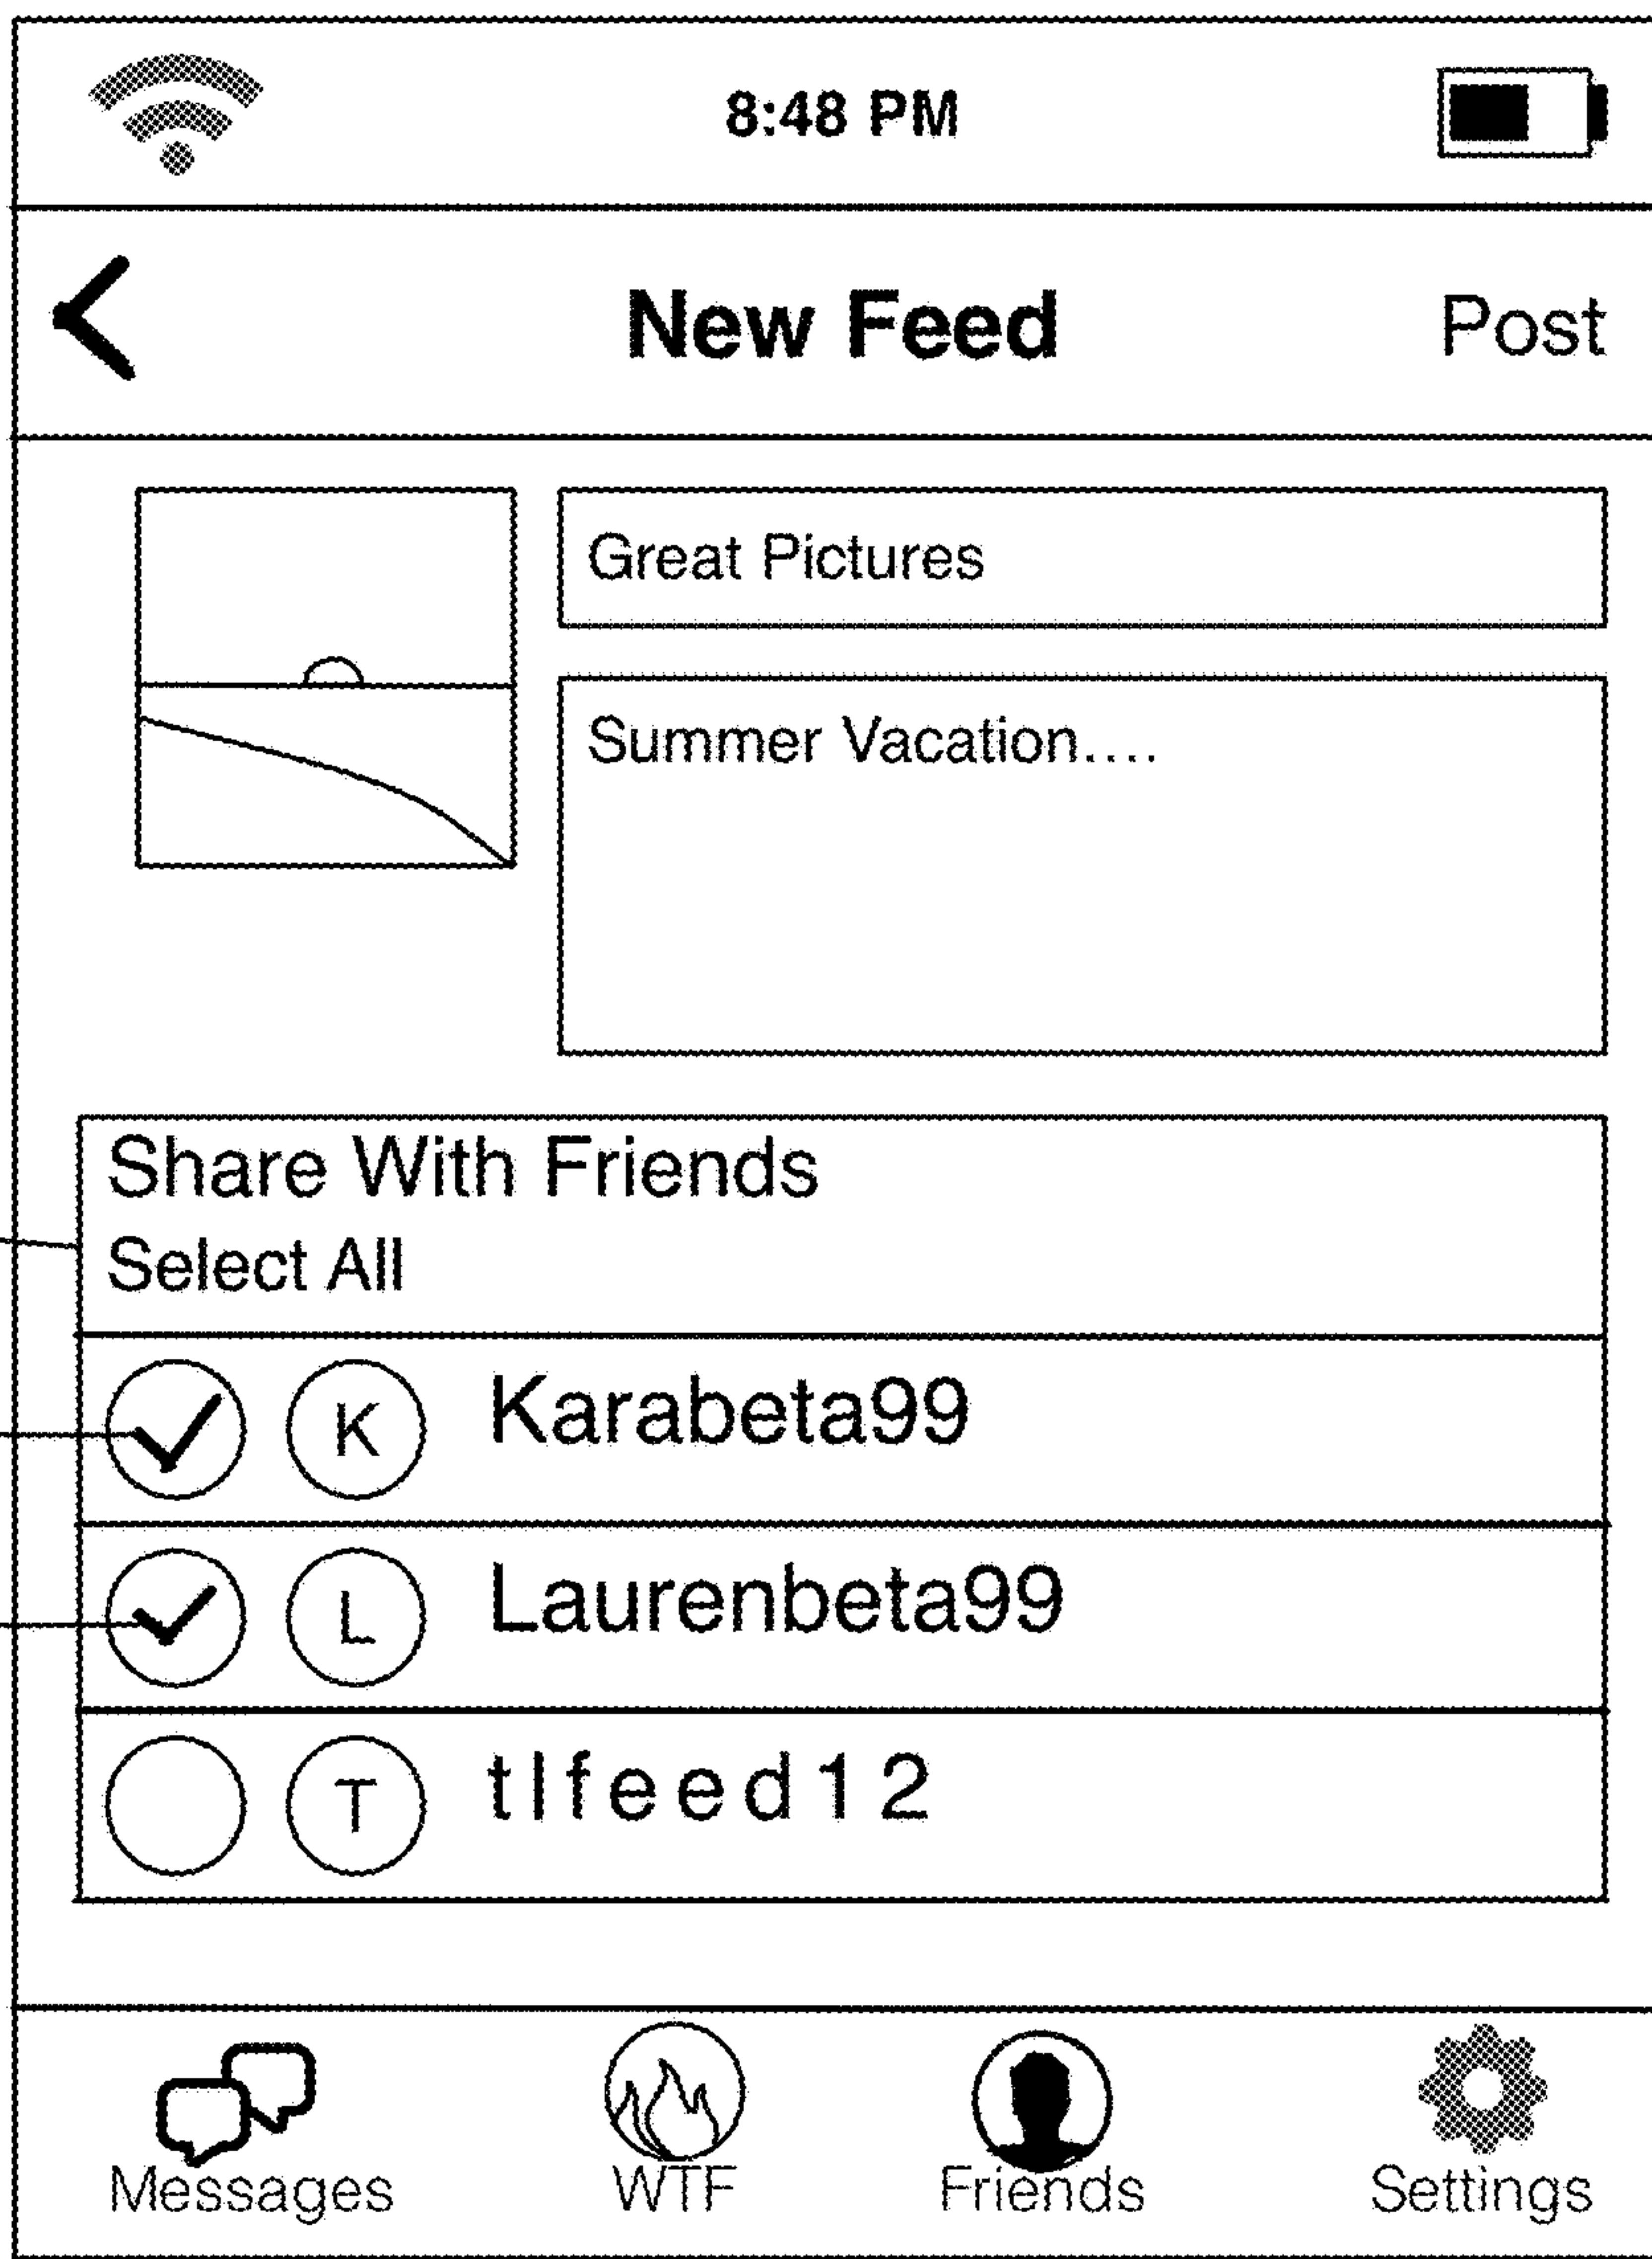 8:48 PM
New Feed Post
Great Pictures
Summer Vacation....
Share With Friends
Select All
K Karabeta99
L Laurenbeta99
T tlfeed12
Messages WTF Friends Settings